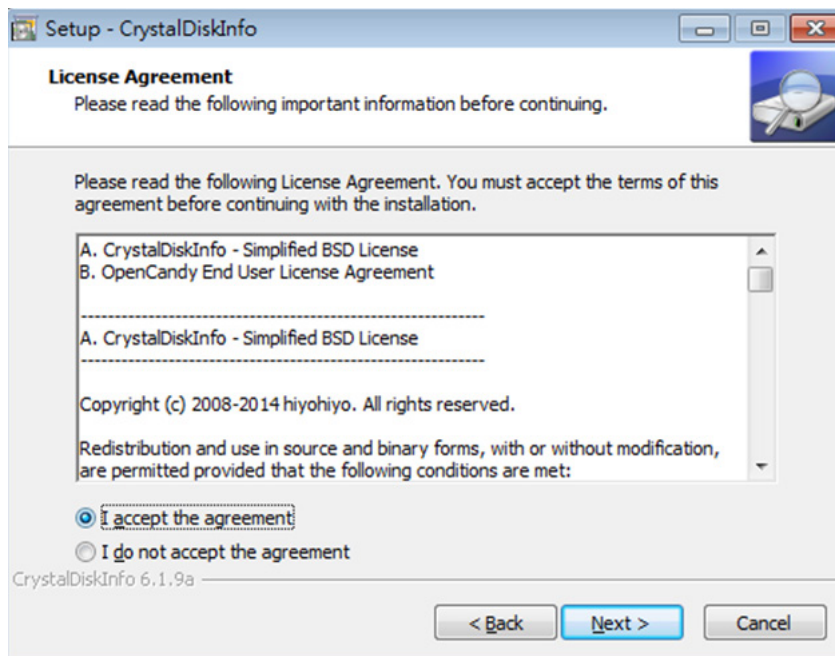 Setup - CrystalDiskInfo
License Agreement
Please read the following important information before continuing.
Please read the following License Agreement. You must accept the terms of this
agreement before continuing with the installation.
A. CrystalDiskInfo - Simplified BSD License
B. OpenCandy End User License Agreement
------------------------------------------------------------
A. CrystalDiskInfo - Simplified BSD License
------------------------------------------------------------
Copyright (c) 2008-2014 hiyohiyo. All rights reserved.
Redistribution and use in source and binary forms, with or without modification,
are permitted provided that the following conditions are met:
I accept the agreement
I do not accept the agreement
CrystalDiskInfo 6.1.9a
< Back Next > Cancel